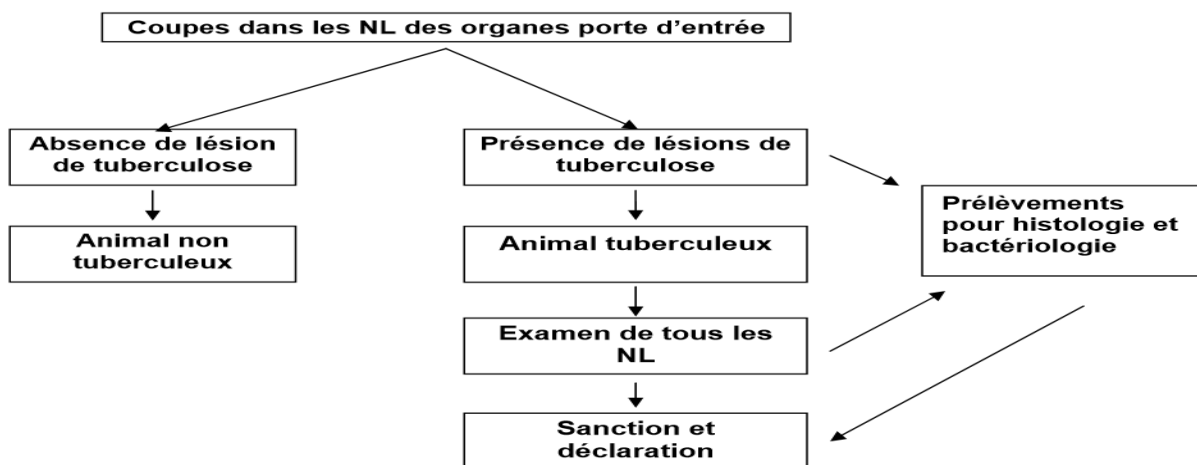 Coupes dans les NL des organes porte d'entrée
Absence de lésion
de tuberculose
Présence de lésions de
tuberculose
Prélèvements
pour histologie et
bactériologie
Animal non
tuberculeux
Animal tuberculeux
Examen de tous les
NL
Sanction et
déclaration